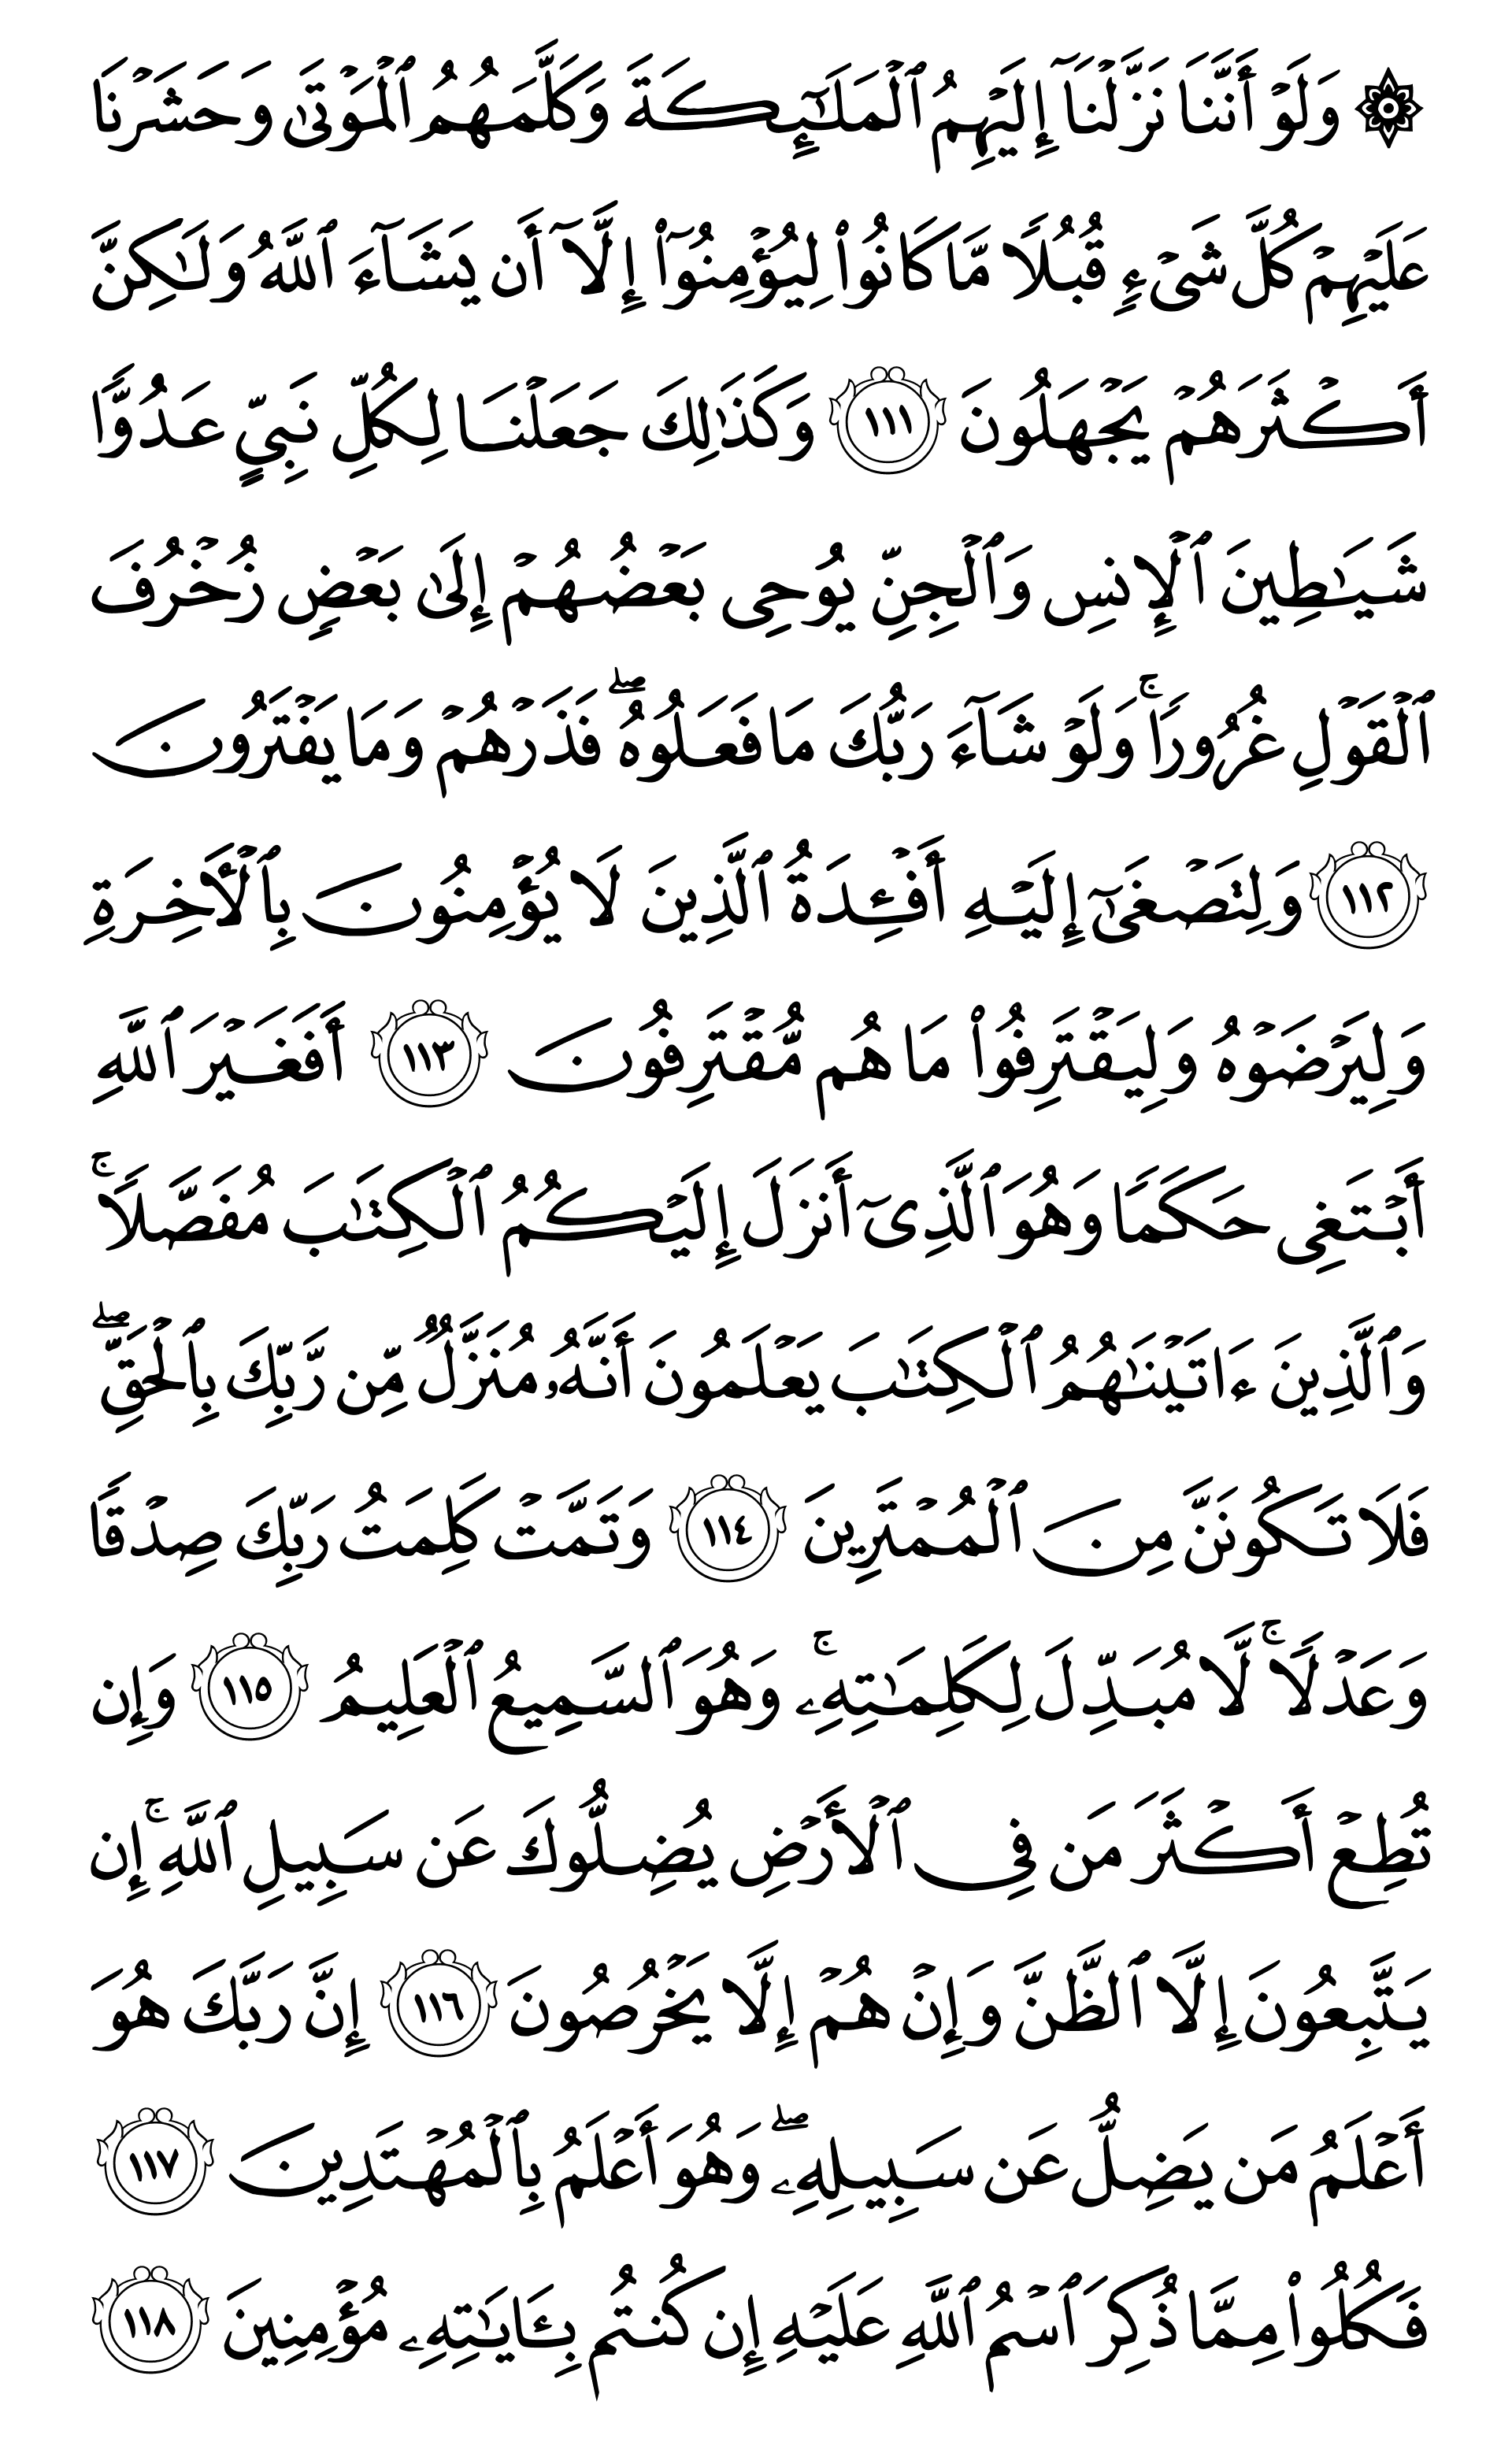 ۞ وَلَوۡ أَنَّنَا نَزَّلۡنَآ إِلَيۡهِمُ ٱلۡمَلَٰٓئِكَةَ وَكَلَّمَهُمُ ٱلۡمَوۡتَىٰ وَحَشَرۡنَا
عَلَيۡهِمۡ كُلَّ شَيۡءٖ قُبُلٗا مَّا كَانُواْ لِيُؤۡمِنُوٓاْ إِلَّآ أَن يَشَآءَ ٱللَّهُ وَلَٰكِنَّ
أَكۡثَرَهُمۡ يَجۡهَلُونَ ١١١ وَكَذَٰلِكَ جَعَلۡنَا لِكُلِّ نَبِيٍّ عَدُوّٗا
شَيَٰطِينَ ٱلۡإِنسِ وَٱلۡجِنِّ يُوحِي بَعۡضُهُمۡ إِلَىٰ بَعۡضٖ زُخۡرُفَ
ٱلۡقَوۡلِ غُرُورٗاۚ وَلَوۡ شَآءَ رَبُّكَ مَا فَعَلُوهُۖ فَذَرۡهُمۡ وَمَا يَفۡتَرُونَ
١١٢ وَلِتَصۡغَىٰٓ إِلَيۡهِ أَفۡـِٔدَةُ ٱلَّذِينَ لَا يُؤۡمِنُونَ بِٱلۡأٓخِرَةِ
وَلِيَرۡضَوۡهُ وَلِيَقۡتَرِفُواْ مَا هُم مُّقۡتَرِفُونَ ١١٣ أَفَغَيۡرَ ٱللَّهِ
أَبۡتَغِي حَكَمٗا وَهُوَ ٱلَّذِيٓ أَنزَلَ إِلَيۡكُمُ ٱلۡكِتَٰبَ مُفَصَّلٗاۚ
وَٱلَّذِينَ ءَاتَيۡنَٰهُمُ ٱلۡكِتَٰبَ يَعۡلَمُونَ أَنَّهُۥ مُنَزَّلٞ مِّن رَّبِّكَ بِٱلۡحَقِّۖ
فَلَا تَكُونَنَّ مِنَ ٱلۡمُمۡتَرِينَ ١١٤ وَتَمَّتۡ كَلِمَتُ رَبِّكَ صِدۡقٗا
وَعَدۡلٗاۚ لَّا مُبَدِّلَ لِكَلِمَٰتِهِۦۚ وَهُوَ ٱلسَّمِيعُ ٱلۡعَلِيمُ ١١٥ وَإِن
تُطِعۡ أَكۡثَرَ مَن فِي ٱلۡأَرۡضِ يُضِلُّوكَ عَن سَبِيلِ ٱللَّهِۚ إِن
يَتَّبِعُونَ إِلَّا ٱلظَّنَّ وَإِنۡ هُمۡ إِلَّا يَخۡرُصُونَ ١١٦ إِنَّ رَبَّكَ هُوَ
أَعۡلَمُ مَن يَضِلُّ عَن سَبِيلِهِۦۖ وَهُوَ أَعۡلَمُ بِٱلۡمُهۡتَدِينَ ١١٧
فَكُلُواْ مِمَّا ذُكِرَ ٱسۡمُ ٱللَّهِ عَلَيۡهِ إِن كُنتُم بِـَٔايَٰتِهِۦ مُؤۡمِنِينَ ١١٨